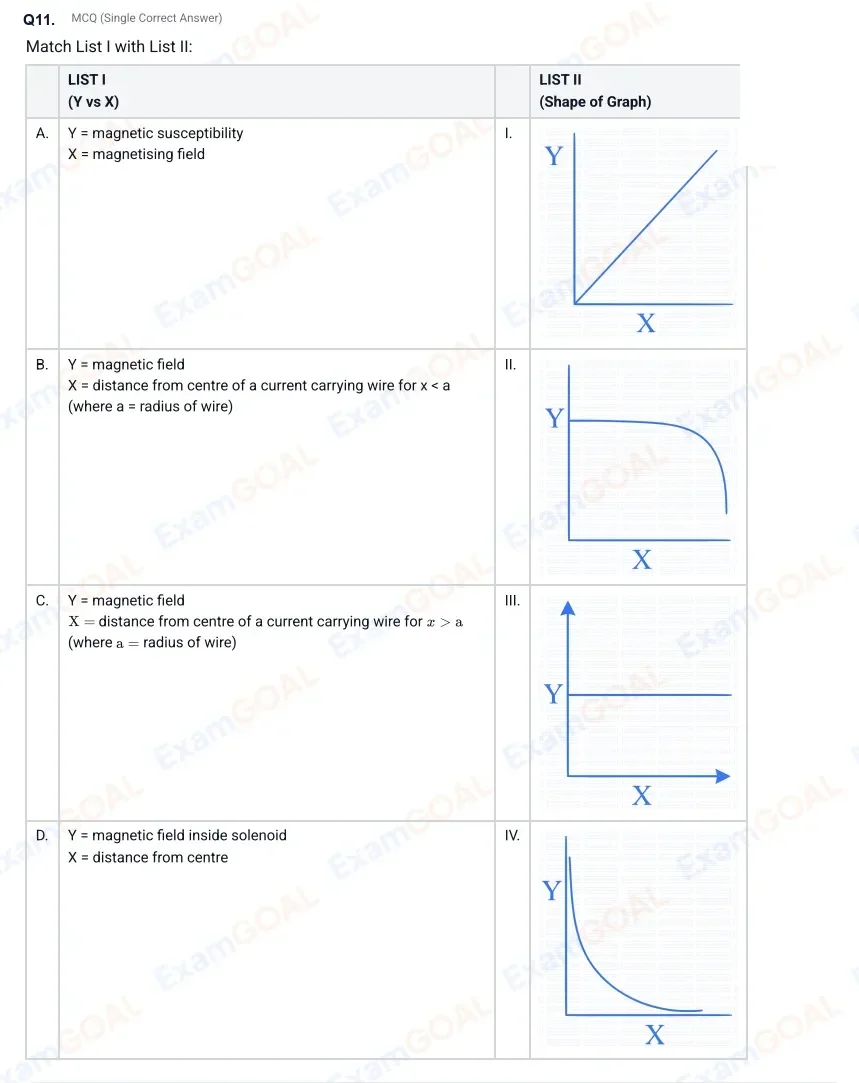 Q11. MCQ (Single Correct Answer)
Match List I with List II:
LIST I
(Y vs X)
LIST II
(Shape of Graph)
A. Y = magnetic susceptibility
X = magnetising field
I.
Y
X
B. Y = magnetic field
X = distance from centre of a current carrying wire for x < a
(where a = radius of wire)
II.
Y
X
C. Y = magnetic field
X = distance from centre of a current carrying wire for x > a
(where a = radius of wire)
III.
Y
X
D. Y = magnetic field inside solenoid
X = distance from centre
IV.
Y
X
ExamGOAL